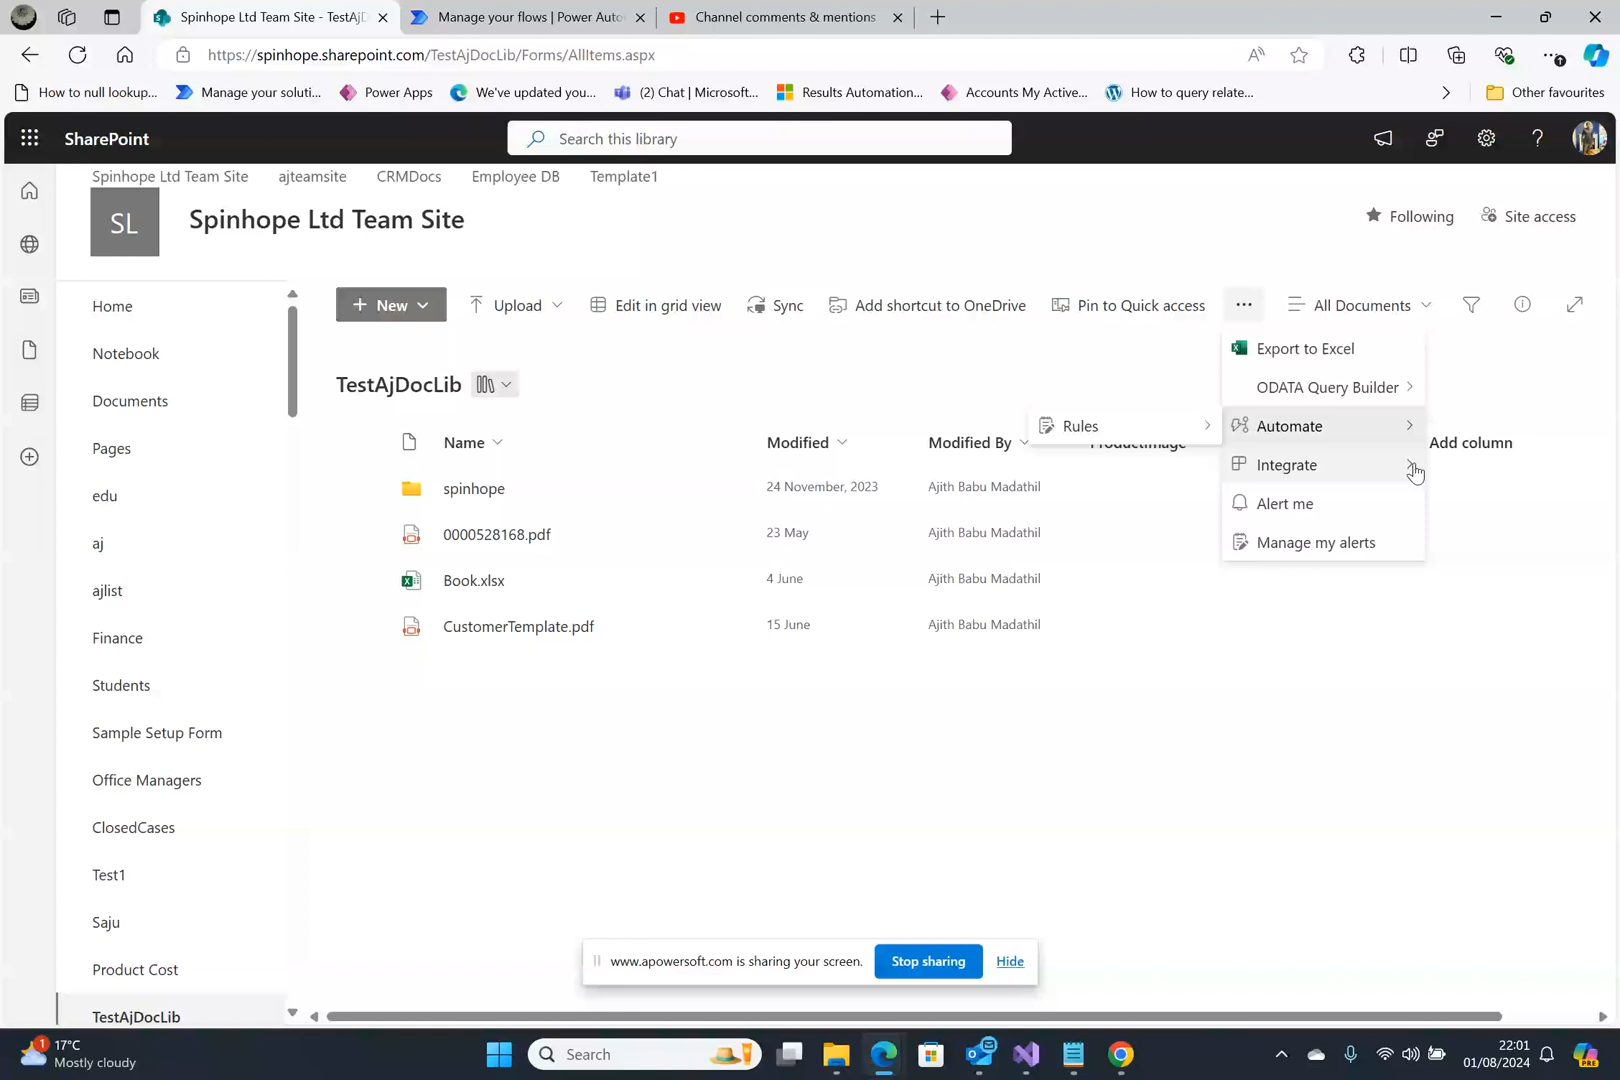 Spinhope Ltd Team Site - TestAjD
Manage your flows | Power Auto
Channel comments & mentions
https://spinhope.sharepoint.com/TestAjDocLib/Forms/AllItems.aspx
How to null lookup...
Manage your soluti...
Power Apps
We've updated you...
(2) Chat | Microsoft...
Results Automation...
Accounts My Active...
How to query relate...
Other favourites
SharePoint
Search this library
Spinhope Ltd Team Site
ajteamsite
CRMDocs
Employee DB
Template1
SL
Spinhope Ltd Team Site
Following
Site access
Home
Notebook
Documents
Pages
edu
aj
ajlist
Finance
Students
Sample Setup Form
Office Managers
ClosedCases
Test1
Saju
Product Cost
TestAjDocLib
New
Upload
Edit in grid view
Sync
Add shortcut to OneDrive
Pin to Quick access
...
All Documents
Export to Excel
ODATA Query Builder
Automate
Integrate
Alert me
Manage my alerts
Rules
TestAjDocLib
Name
Modified
Modified By
ProductImage
Add column
spinhope
24 November, 2023
Ajith Babu Madathil
0000528168.pdf
23 May
Ajith Babu Madathil
Book.xlsx
4 June
Ajith Babu Madathil
CustomerTemplate.pdf
15 June
Ajith Babu Madathil
www.apowersoft.com is sharing your screen.
Stop sharing
Hide
1
17°C
Mostly cloudy
Search
22:01
01/08/2024
PRE